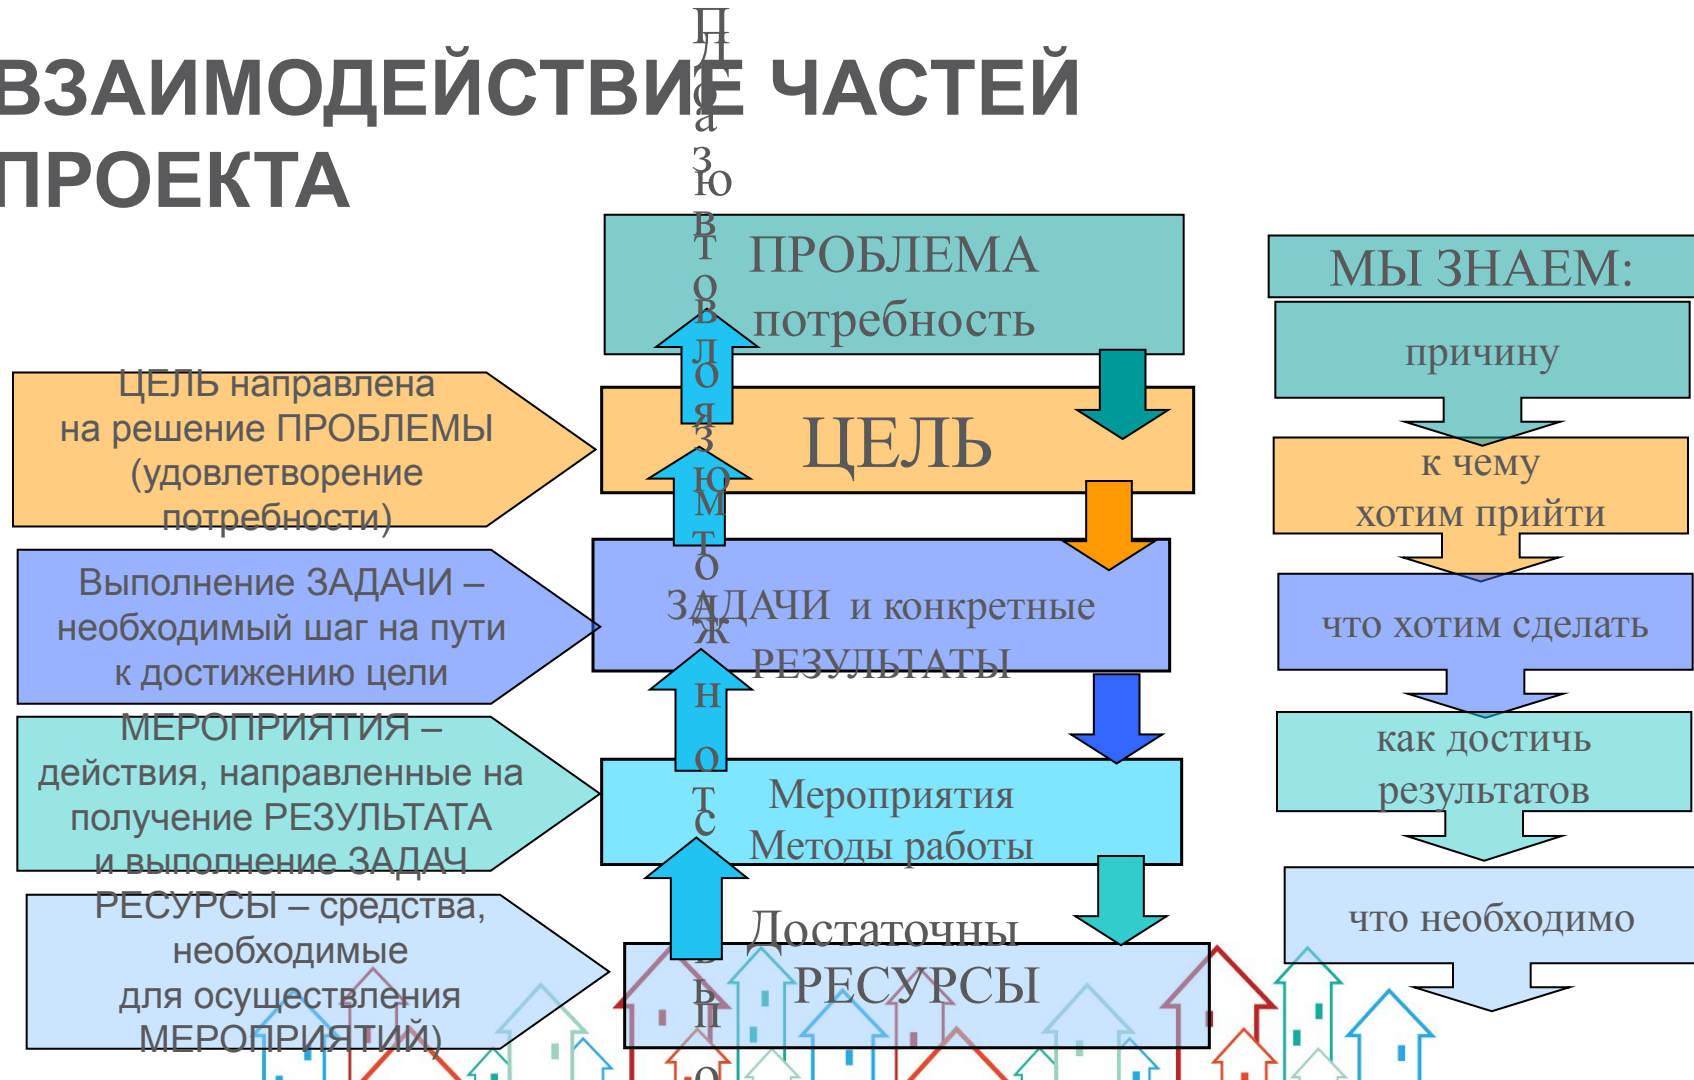 ВЗАИМОДЕЙСТВИЕ ЧАСТЕЙ
ПРОЕКТА
ЦЕЛЬ направлена
на решение ПРОБЛЕМЫ
(удовлетворение
потребности)
Выполнение ЗАДАЧИ –
необходимый шаг на пути
к достижению цели
МЕРОПРИЯТИЯ –
действия, направленные на
получение РЕЗУЛЬТАТА
и выполнение ЗАДАЧ
РЕСУРСЫ – средства,
необходимые
для осуществления
МЕРОПРИЯТИЙ)
ПРОБЛЕМА
потребность
ЦЕЛЬ
ЗАДАЧИ и конкретные
РЕЗУЛЬТАТЫ
Мероприятия
Методы работы
Достаточны
РЕСУРСЫ
МЫ ЗНАЕМ:
причину
к чему
хотим прийти
что хотим сделать
как достичь
результатов
что необходимо